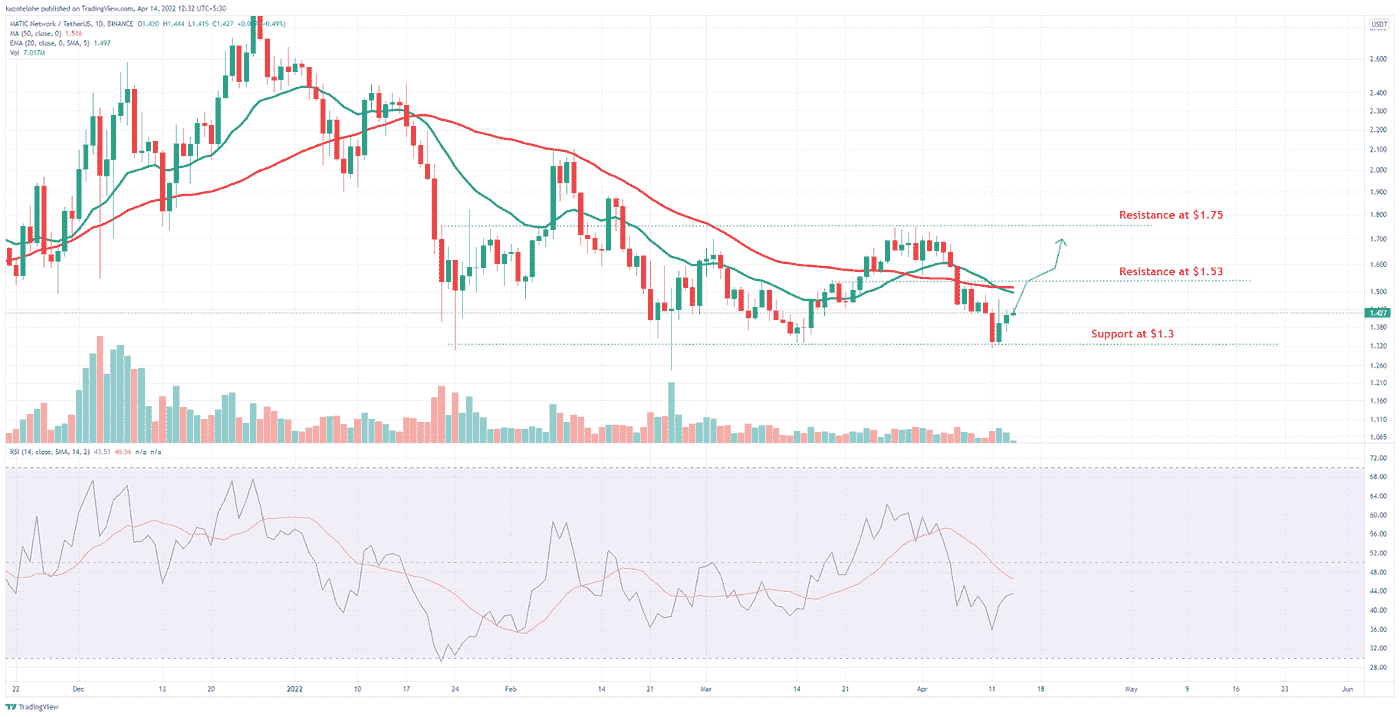 kuzotelohe published on TradingView.com, Apr 14, 2022 12:32 UTC+5:30
MATIC Network / TetherUS, 1D, BINANCE O1.420 H1.444 L1.415 C1.427
MA (50, close, 0) 1.516
EMA (20, close, 0, SMA, 5) 1.497
Vol 7.017M
USDT
2.600
2.400
2.300
2.200
2.100
2.000
1.900
1.800
Resistance at $1.75
1.700
1.600
Resistance at $1.53
1.500
1.427
1.380
Support at $1.3
1.320
1.260
1.210
1.160
1.110
1.065
RSI (14, close, SMA, 14, 2) 43.51 46.56 n/a n/a
72.00
68.00
64.00
60.00
56.00
52.00
48.00
44.00
40.00
36.00
32.00
28.00
22 Dec 13 20 2022 10 17 24 Feb 14 21 Mar 14 21 Apr 11 18 May 9 16 23 Jun
TradingView